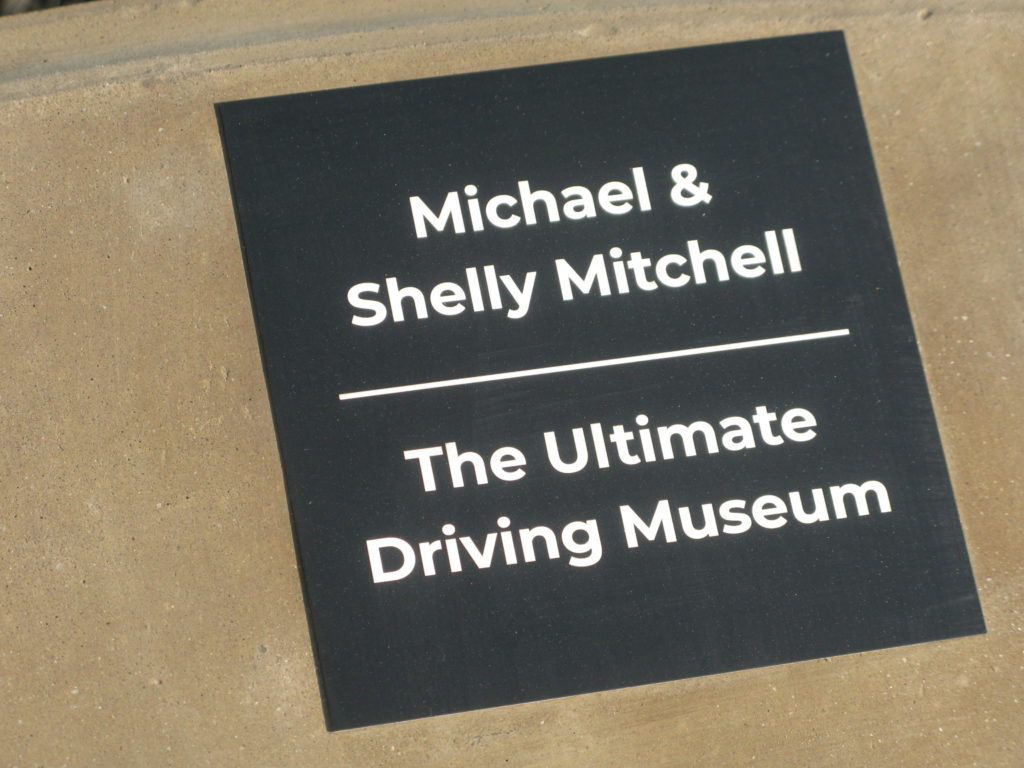 Michael &
Shelly Mitchell
The Ultimate
Driving Museum